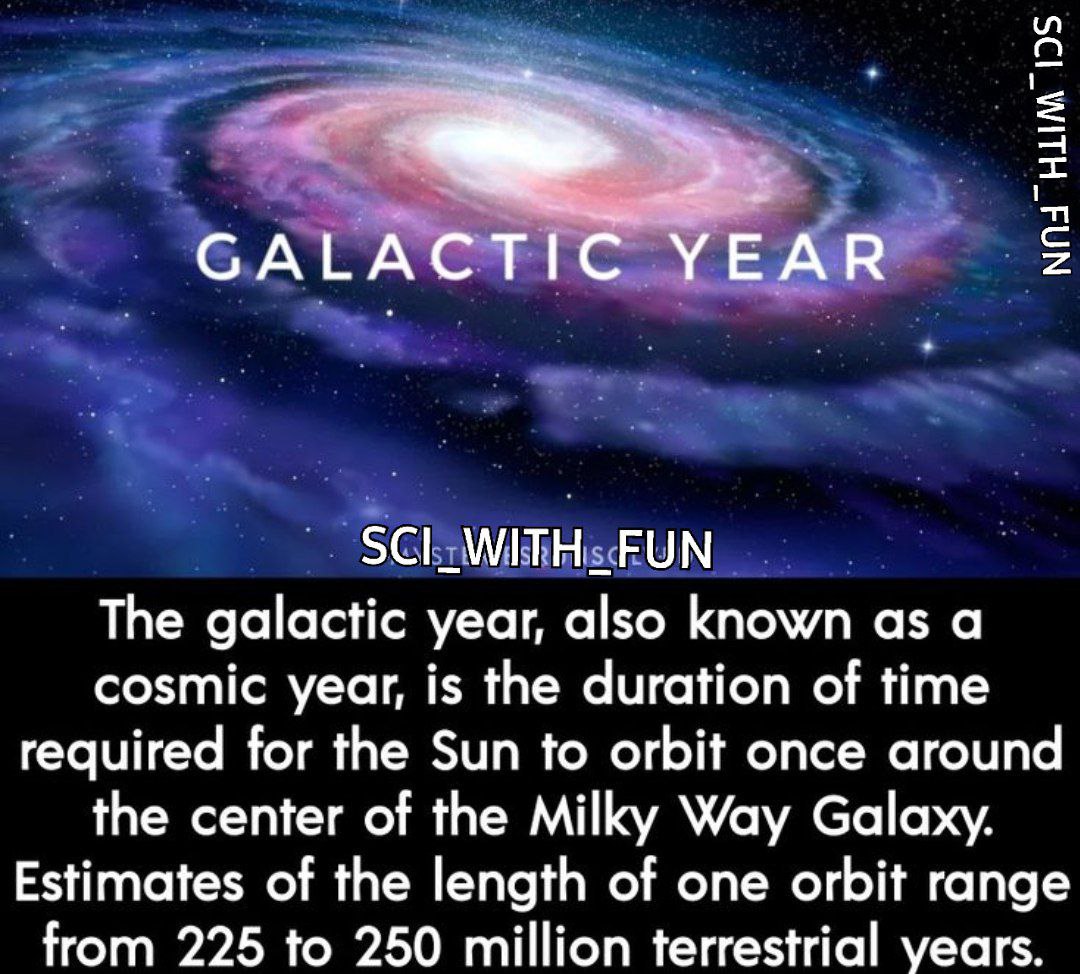 SCI_WITH_FUN
GALACTIC YEAR
SCI_WITH_FUN
The galactic year, also known as a
cosmic year, is the duration of time
required for the Sun to orbit once around
the center of the Milky Way Galaxy.
Estimates of the length of one orbit range
from 225 to 250 million terrestrial years.